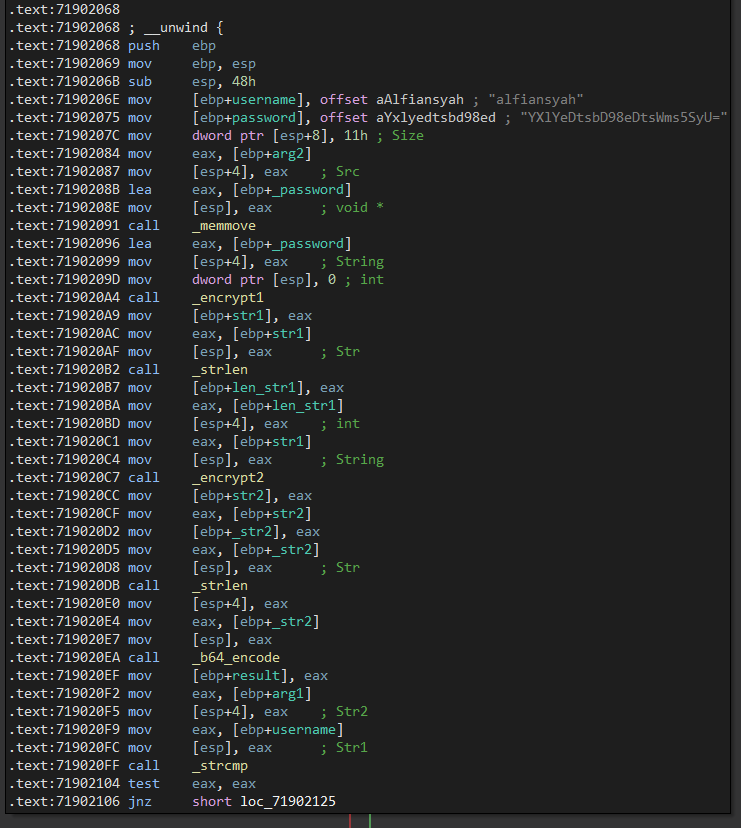 .text:71902068
.text:71902068 ; __unwind {
.text:71902068 push    ebp
.text:71902069 mov     ebp, esp
.text:7190206B sub     esp, 48h
.text:7190206E mov     [ebp+username], offset aAlfiansyah ; "alfiansyah"
.text:71902075 mov     [ebp+password], offset aYxlyedtsbd98ed ; "YXlYeDtsbD98eDtsWms5SyU="
.text:7190207C mov     dword ptr [esp+8], 11h ; Size
.text:71902084 mov     eax, [ebp+arg2]
.text:71902087 mov     [esp+4], eax    ; Src
.text:7190208B lea     eax, [ebp+_password]
.text:7190208E mov     [esp], eax      ; void *
.text:71902091 call    _memmove
.text:71902096 lea     eax, [ebp+_password]
.text:71902099 mov     [esp+4], eax    ; String
.text:7190209D mov     dword ptr [esp], 0 ; int
.text:719020A4 call    _encrypt1
.text:719020A9 mov     [ebp+str1], eax
.text:719020AC mov     eax, [ebp+str1]
.text:719020AF mov     [esp], eax      ; Str
.text:719020B2 call    _strlen
.text:719020B7 mov     [ebp+len_str1], eax
.text:719020BA mov     eax, [ebp+len_str1]
.text:719020BD mov     [esp+4], eax    ; int
.text:719020C1 mov     eax, [ebp+str1]
.text:719020C4 mov     [esp], eax      ; String
.text:719020C7 call    _encrypt2
.text:719020CC mov     [ebp+str2], eax
.text:719020CF mov     eax, [ebp+str2]
.text:719020D2 mov     [ebp+_str2], eax
.text:719020D5 mov     eax, [ebp+_str2]
.text:719020D8 mov     [esp], eax      ; Str
.text:719020DB call    _strlen
.text:719020E0 mov     [esp+4], eax
.text:719020E4 mov     eax, [ebp+_str2]
.text:719020E7 mov     [esp], eax
.text:719020EA call    _b64_encode
.text:719020EF mov     [ebp+result], eax
.text:719020F2 mov     eax, [ebp+arg1]
.text:719020F5 mov     [esp+4], eax    ; Str2
.text:719020F9 mov     eax, [ebp+username]
.text:719020FC mov     [esp], eax      ; Str1
.text:719020FF call    _strcmp
.text:71902104 test    eax, eax
.text:71902106 jnz     short loc_71902125